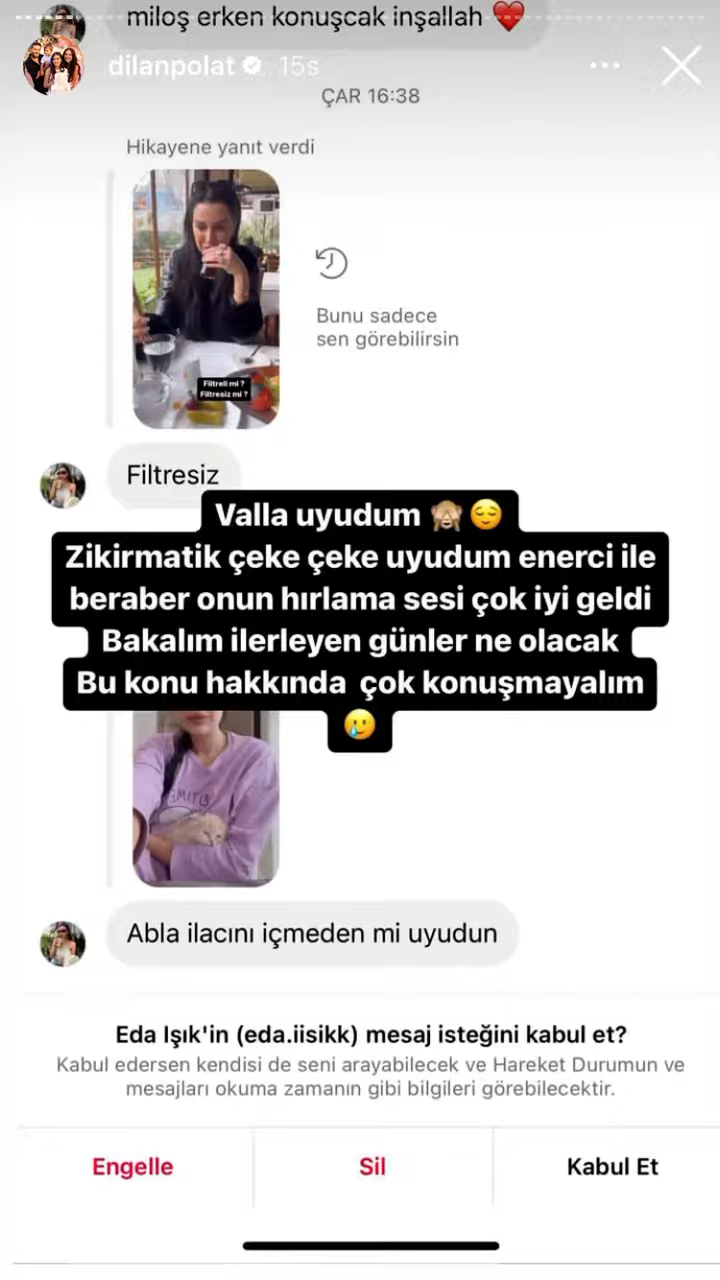 miloş erken konuşcak inşallah ❤️
dilanpolat 15s
ÇAR 16:38
Hikayene yanıt verdi
Bunu sadece
sen görebilirsin
Filtreli mi ?
Filtresiz mi ?
Filtresiz
Valla uyudum 🙈😌
Zikirmatik çeke çeke uyudum enerci ile
beraber onun hırlama sesi çok iyi geldi
Bakalım ilerleyen günler ne olacak
Bu konu hakkında çok konuşmayalım
🥲
Abla ilacını içmeden mi uyudun
Eda Işık'in (eda.iisikk) mesaj isteğini kabul et?
Kabul edersen kendisi de seni arayabilecek ve Hareket Durumun ve
mesajları okuma zamanın gibi bilgileri görebilecektir.
Engelle
Sil
Kabul Et